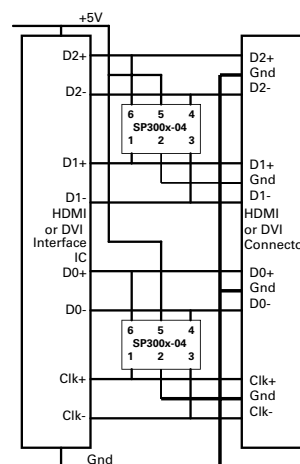 +5V
D2+
D2-
D1+
D1-
HDMI
or DVI
Interface
IC
D0+
D0-
Clk+
Clk-
Gnd
6 5 4
SP300x-04
1 2 3
6 5 4
SP300x-04
1 2 3
D2+
Gnd
D2-
D1+
Gnd
D1-
HDMI
or DVI
Connecto
D0+
Gnd
D0-
Clk+
Gnd
Clk-